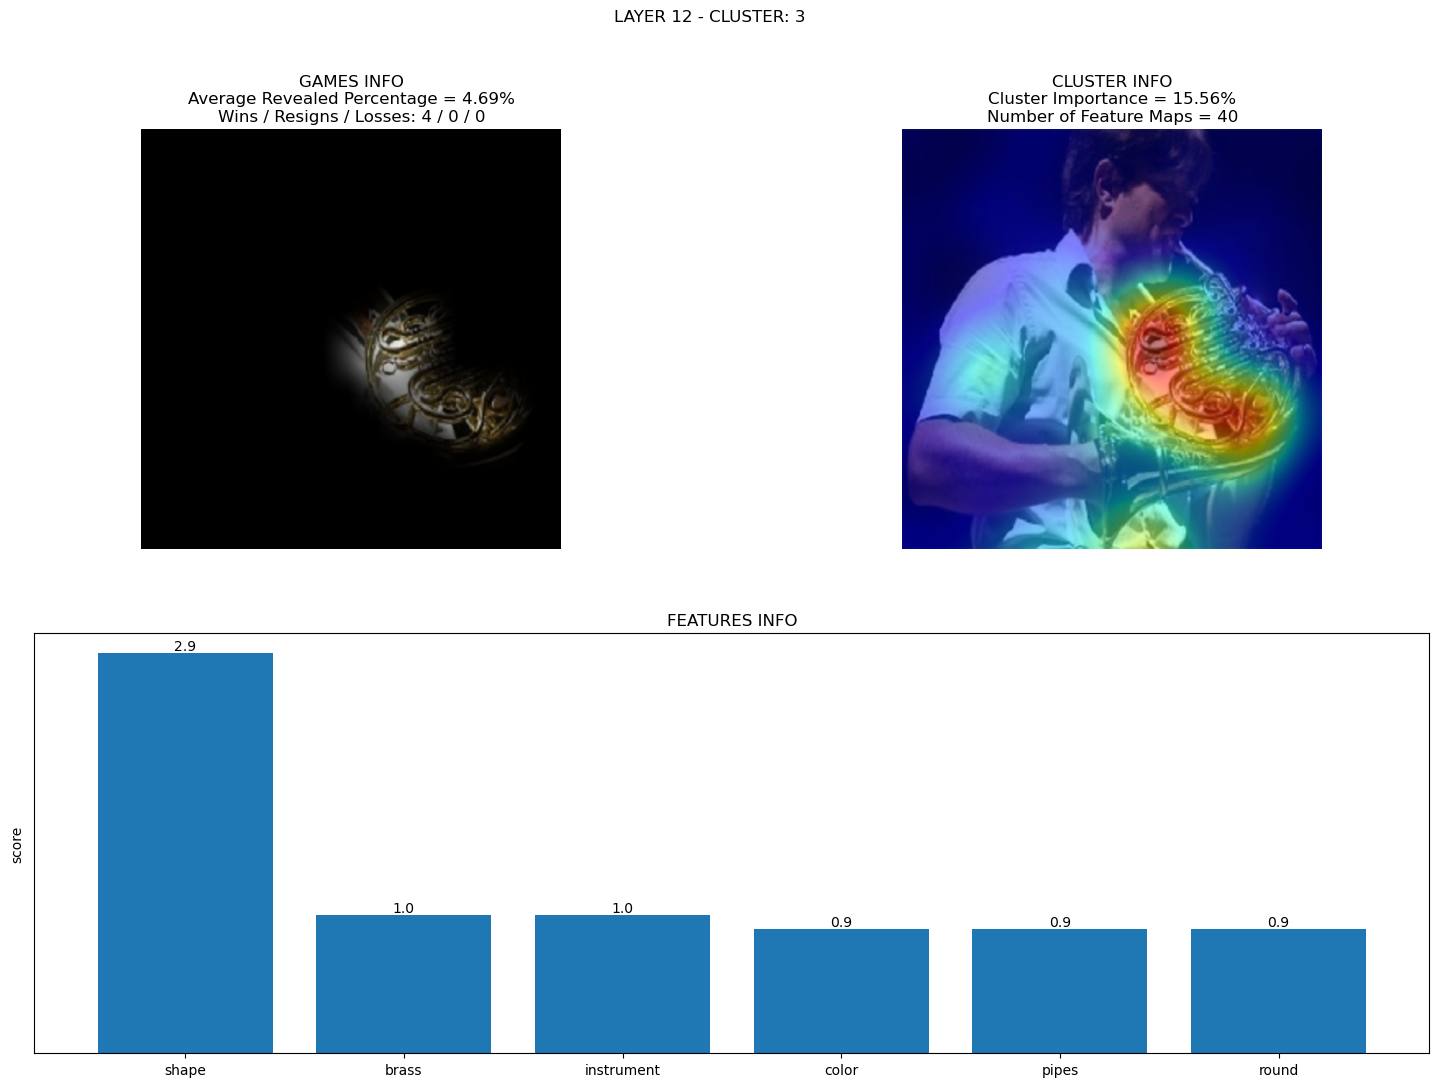 LAYER 12 - CLUSTER: 3
GAMES INFO
Average Revealed Percentage = 4.69%
Wins / Resigns / Losses: 4 / 0 / 0
CLUSTER INFO
Cluster Importance = 15.56%
Number of Feature Maps = 40
FEATURES INFO
score
2.9
1.0
1.0
0.9
0.9
0.9
shape
brass
instrument
color
pipes
round